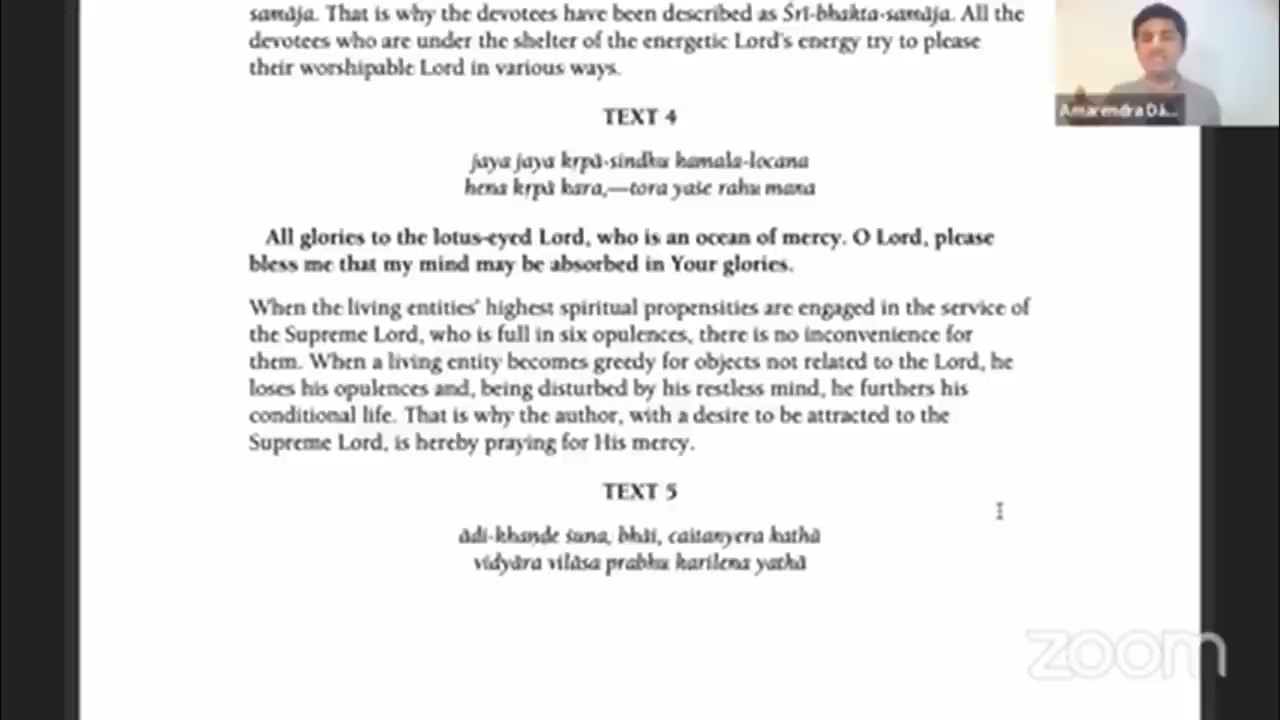 samāja. That is why the devotees have been described as Śrī-bhakta-samāja. All the
devotees who are under the shelter of the energetic Lord's energy try to please
their worshipable Lord in various ways.
TEXT 4
jaya jaya kṛpā-sindhu kamala-locana
hena kṛpā kara,—tora yaśe rahu mana
All glories to the lotus-eyed Lord, who is an ocean of mercy. O Lord, please
bless me that my mind may be absorbed in Your glories.
When the living entities' highest spiritual propensities are engaged in the service of
the Supreme Lord, who is full in six opulences, there is no inconvenience for
them. When a living entity becomes greedy for objects not related to the Lord, he
loses his opulences and, being disturbed by his restless mind, he furthers his
conditional life. That is why the author, with a desire to be attracted to the
Supreme Lord, is hereby praying for His mercy.
TEXT 5
ādi-khaṇḍe śuna, bhāi, caitanyera kathā
vidyāra vilāsa prabhu karilena yathā
Amarendra Dā...
zoom